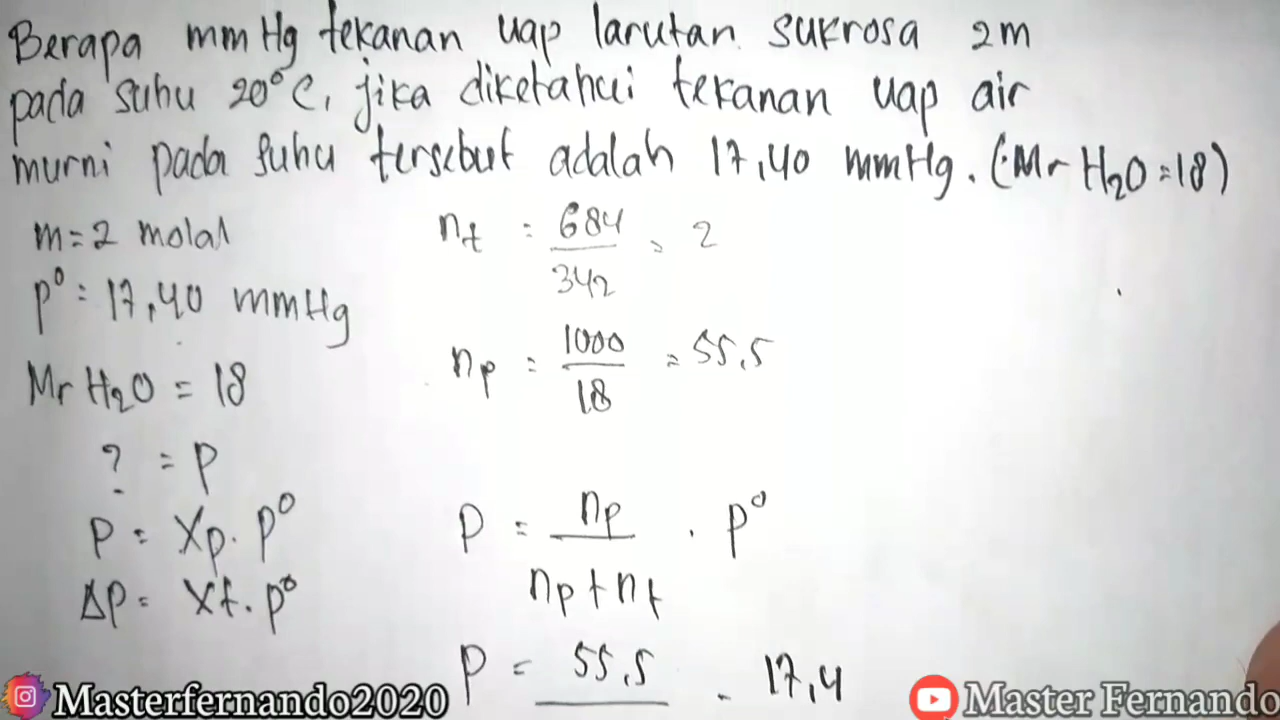 Berapa mmHg tekanan uap larutan sukrosa 2m
pada suhu 20°C, jika diketahui tekanan uap air
murni pada suhu tersebut adalah 17,40 mmHg. (Mr H₂O = 18)
m = 2 molal
P° = 17,40 mmHg
Mr H₂O = 18
? = P
P = Xp . P°
ΔP = Xt . P°
nt = 684 / 342 = 2
np = 1000 / 18 = 55,5
P = np / np + nt . P°
P = 55,5 / . 17,4
Masterfernando2020
Master Fernando